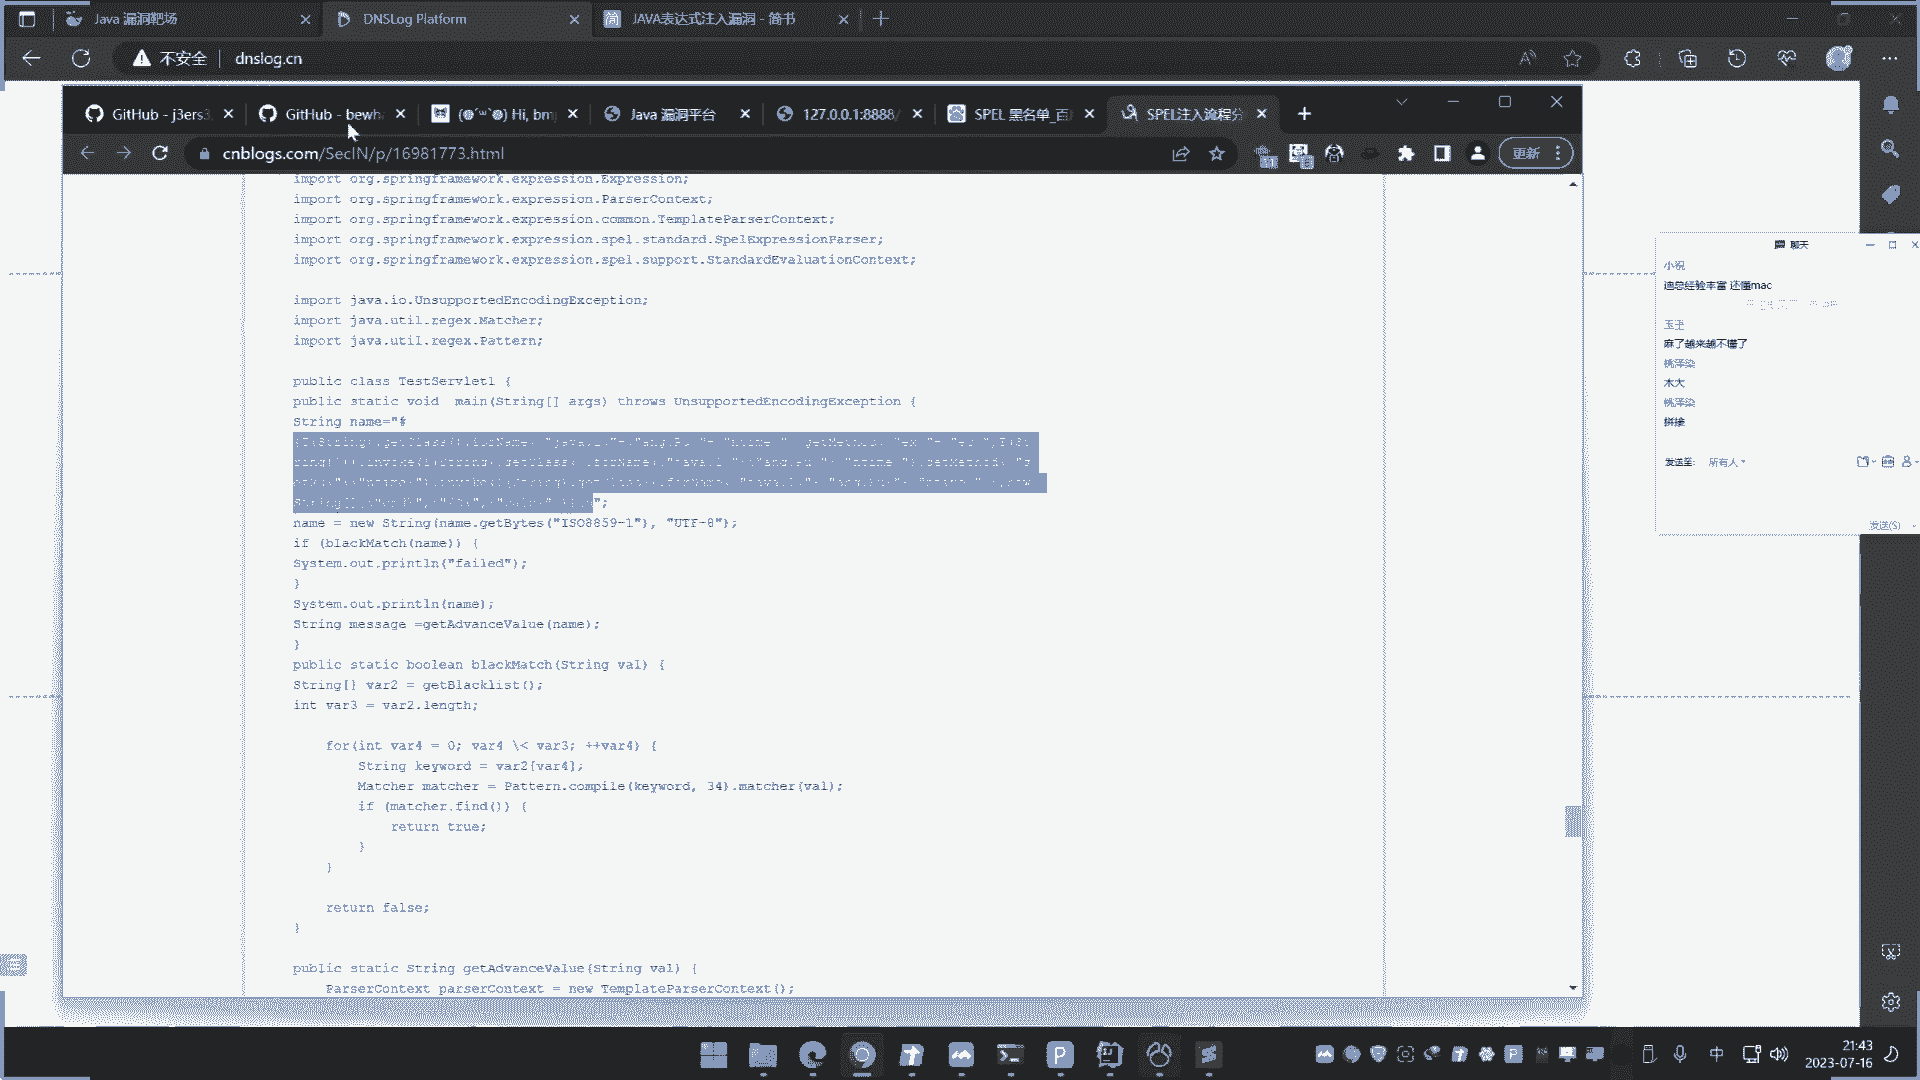 Java 漏洞靶场
DNSLog Platform
JAVA表达式注入漏洞 - 简书
不安全
dnslog.cn
GitHub - j3ers3
GitHub - bewh
Java 漏洞平台
127.0.0.1:8888/
SPEL 黑名单_百
SPEL注入流程分
cnblogs.com/SecIN/p/16981773.html
更新
import org.springframework.expression.Expression;
import org.springframework.expression.ParserContext;
import org.springframework.expression.common.TemplateParserContext;
import org.springframework.expression.spel.standard.SpelExpressionParser;
import org.springframework.expression.spel.support.StandardEvaluationContext;
import java.io.UnsupportedEncodingException;
import java.util.regex.Matcher;
import java.util.regex.Pattern;
public class TestServlet1 {
public static void  main(String[] args) throws UnsupportedEncodingException {
String name="#
name = new String(name.getBytes("ISO8859-1"), "UTF-8");
if (blackMatch(name)) {
System.out.println("failed");
}
System.out.println(name);
String message =getAdvanceValue(name);
}
public static boolean blackMatch(String val) {
String[] var2 = getBlacklist();
int var3 = var2.length;
for(int var4 = 0; var4 \< var3; ++var4) {
String keyword = var2[var4];
Matcher matcher = Pattern.compile(keyword, 34).matcher(val);
if (matcher.find()) {
return true;
}
}
return false;
}
public static String getAdvanceValue(String val) {
ParserContext parserContext = new TemplateParserContext();
聊天
小祝
迪总经验丰富 还懂mac
麻了越来越不懂了
桃泽染
木大
桃泽染
拼接
发送至: 所有人
发送(S)
中
21:43
2023-07-16